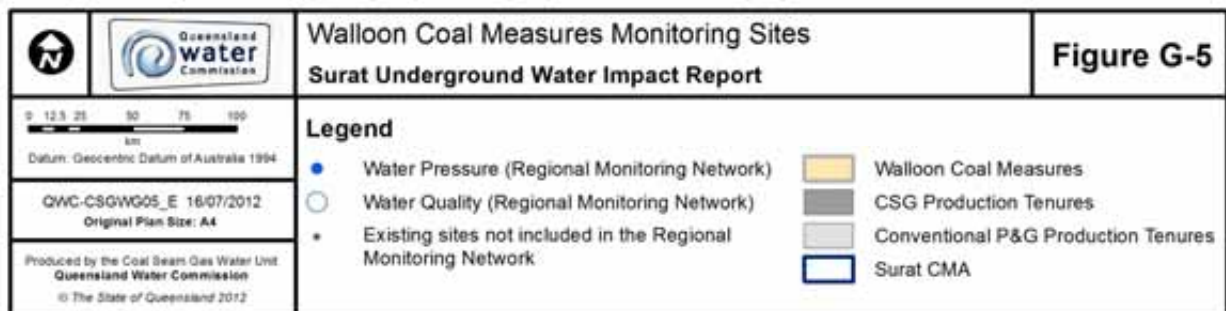 N
Queensland
water
Commission
Walloon Coal Measures Monitoring Sites
Surat Underground Water Impact Report
Figure G-5
0 12.5 25 50 75 100
km
Datum: Geocentric Datum of Australia 1994
QWC-CSGWG05_E 16/07/2012
Original Plan Size: A4
Produced by the Coal Seam Gas Water Unit
Queensland Water Commission
© The State of Queensland 2012
Legend
Water Pressure (Regional Monitoring Network)
Water Quality (Regional Monitoring Network)
Existing sites not included in the Regional
Monitoring Network
Walloon Coal Measures
CSG Production Tenures
Conventional P&G Production Tenures
Surat CMA